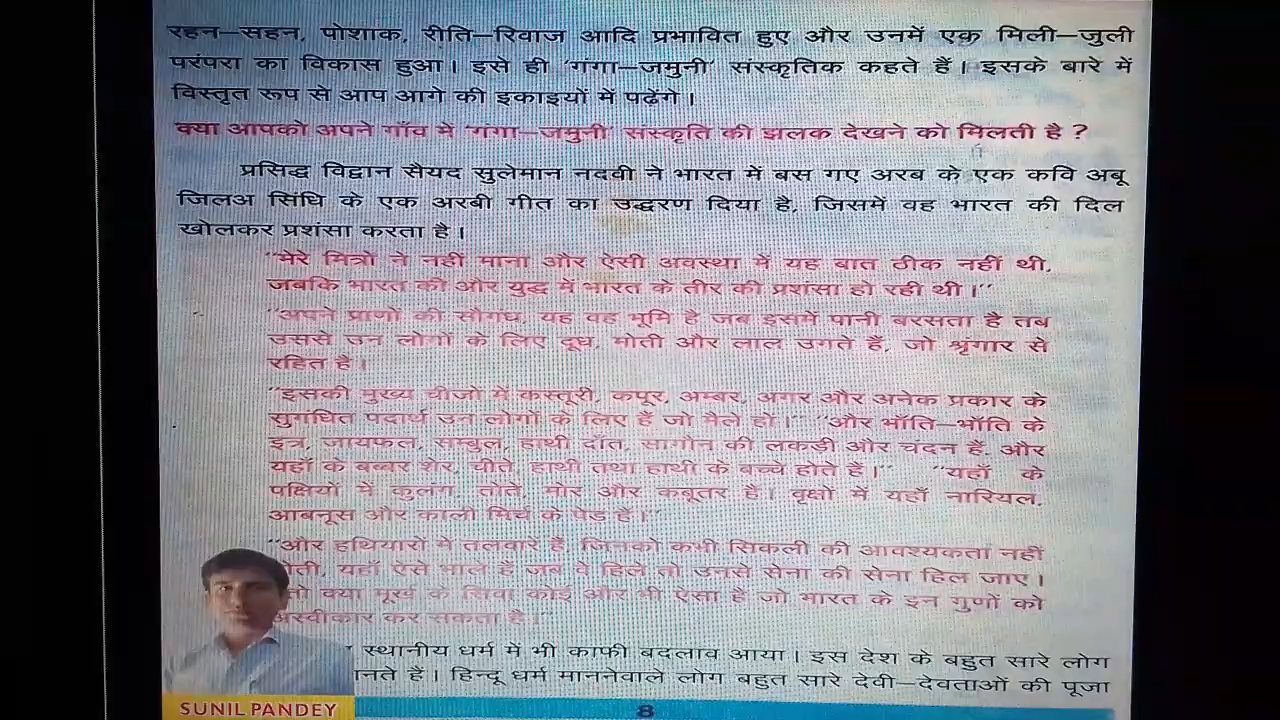 रहन–सहन, पोशाक, रीति–रिवाज आदि प्रभावित हुए और उनमें एक मिली–जुली
परंपरा का विकास हुआ। इसे ही 'गंगा–जमुनी' संस्कृतिक कहते हैं। इसके बारे में
विस्तृत रूप से आप आगे की इकाइयों में पढ़ेंगे।
क्या आपको अपने गाँव में 'गंगा–जमुनी' संस्कृति की झलक देखने को मिलती है ?
प्रसिद्ध विद्वान सैयद सुलेमान नदवी ने भारत में बस गए अरब के एक कवि अबू
जिलअ सिंधि के एक अरबी गीत का उद्धरण दिया है, जिसमें वह भारत की दिल
खोलकर प्रशंसा करता है।
"मेरे मित्रों ने नहीं माना और ऐसी अवस्था में यह बात ठीक नहीं थी,
जबकि भारत की और युद्ध में भारत के तीर की प्रशंसा हो रही थी।"
"अपने प्राणों की सौगंध, यह वह भूमि है जब इसमें पानी बरसता है तब
उससे उन लोगों के लिए दूध, मोती और लाल उगते हैं, जो श्रृंगार से
रहित है।
"इसकी मुख्य चीजों में कस्तूरी, कपूर, अम्बर, अगर और अनेक प्रकार के
सुगंधित पदार्थ उन लोगों के लिए हैं जो मैले हों।" "और भाँति–भाँति के
इत्र, जायफल, सम्बुल, हाथी दाँत, सागौन की लकड़ी और चंदन हैं, और
यहाँ के बब्बर शेर, चीते, हाथी तथा हाथी के बच्चे होते हैं।" "यहाँ के
पक्षियों में कुलंग, तोते, मोर और कबूतर है। वृक्षों में यहाँ नारियल,
आबनूस और काली मिर्च के पेड़ हैं।"
"और हथियारों में तलवारें हैं, जिनको कभी सिकली की आवश्यकता नहीं
होती, यहाँ ऐसे भाले हैं जब वे हिलें तो उनसे सेना की सेना हिल जाए।
तो क्या मूर्ख के सिवा कोई और भी ऐसा है जो भारत के इन गुणों को
अस्वीकार कर सकता है।"
स्थानीय धर्म में भी काफी बदलाव आया। इस देश के बहुत सारे लोग
नते हैं। हिन्दू धर्म माननेवाले लोग बहुत सारे देवी–देवताओं की पूजा
SUNIL PANDEY
8